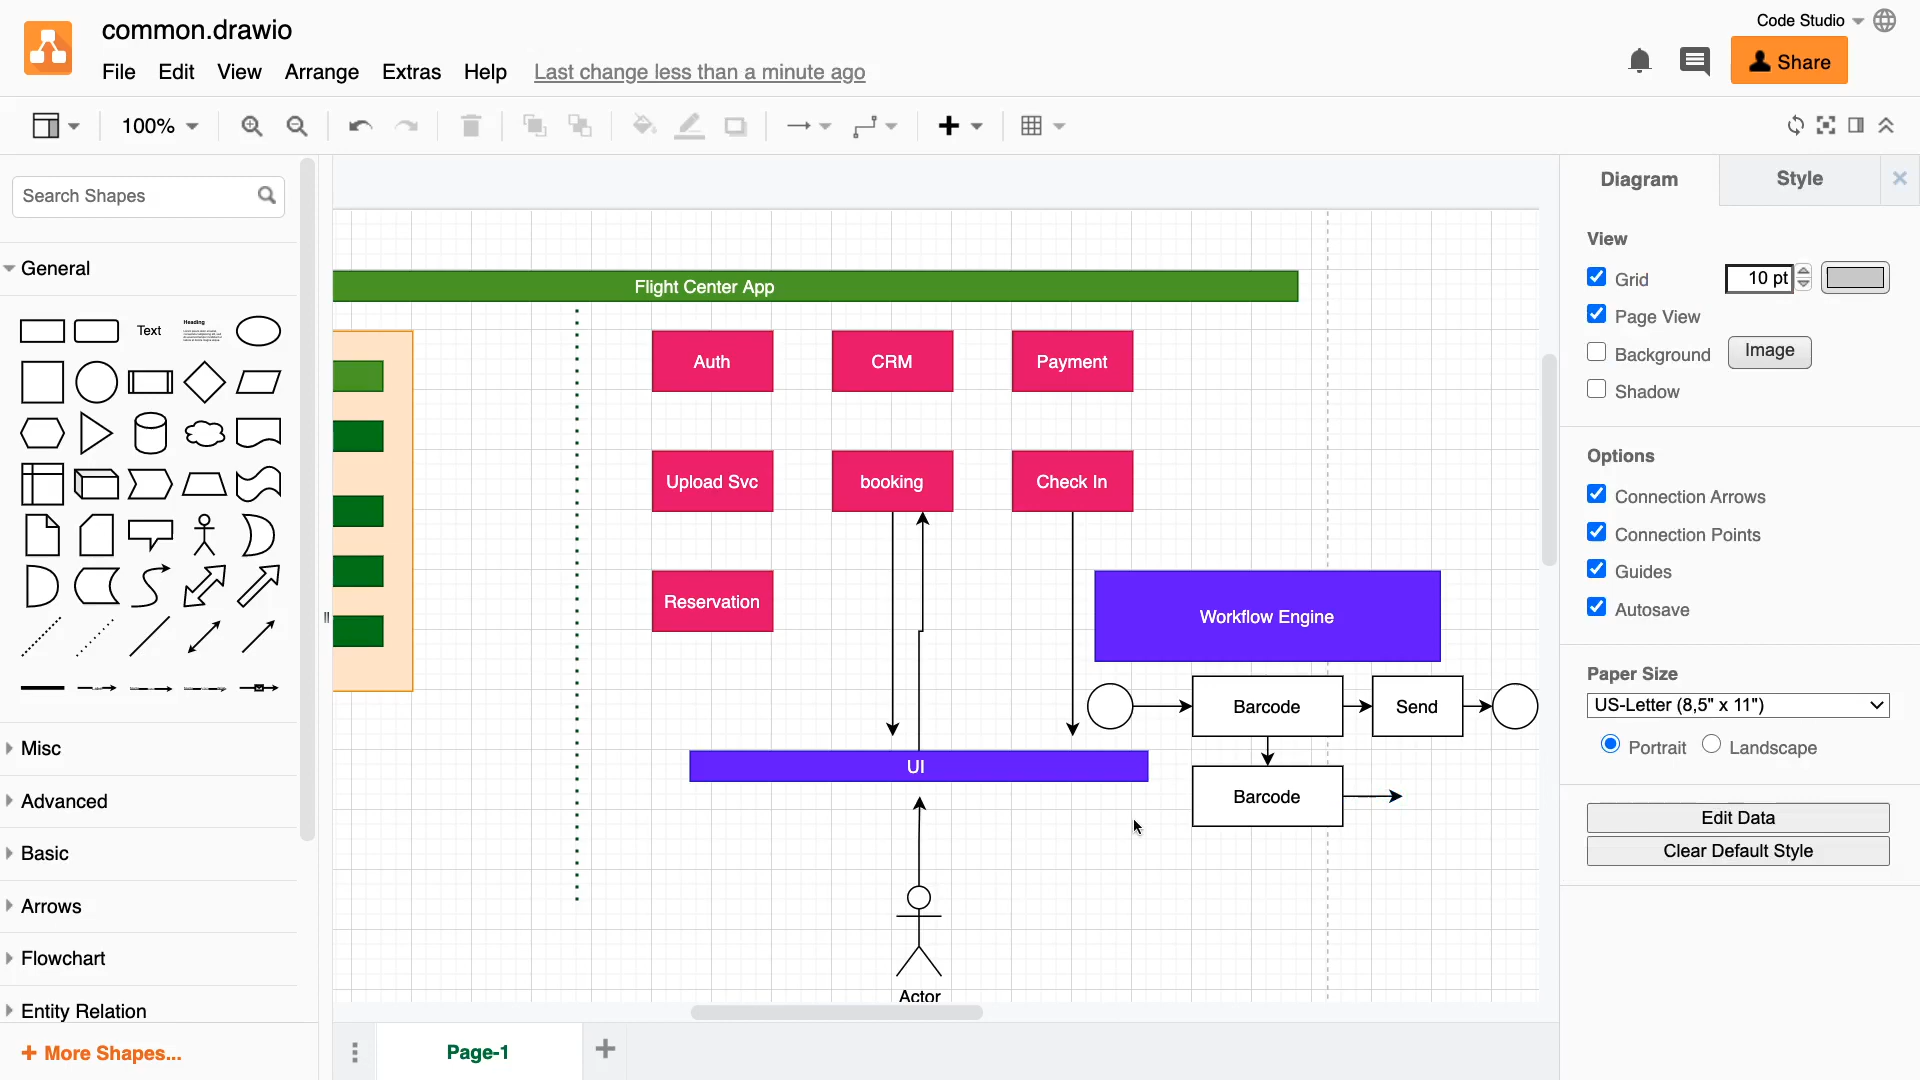 common.drawio
Code Studio
File Edit View Arrange Extras Help Last change less than a minute ago
Share
100%
Search Shapes
General
Text
Heading
Misc
Advanced
Basic
Arrows
Flowchart
Entity Relation
+ More Shapes...
Flight Center App
Auth
CRM
Payment
Upload Svc
booking
Check In
Reservation
Workflow Engine
Barcode
Send
UI
Barcode
Actor
Page-1
Diagram
Style
View
Grid
10 pt
Page View
Background
Image
Shadow
Options
Connection Arrows
Connection Points
Guides
Autosave
Paper Size
US-Letter (8,5" x 11")
Portrait
Landscape
Edit Data
Clear Default Style